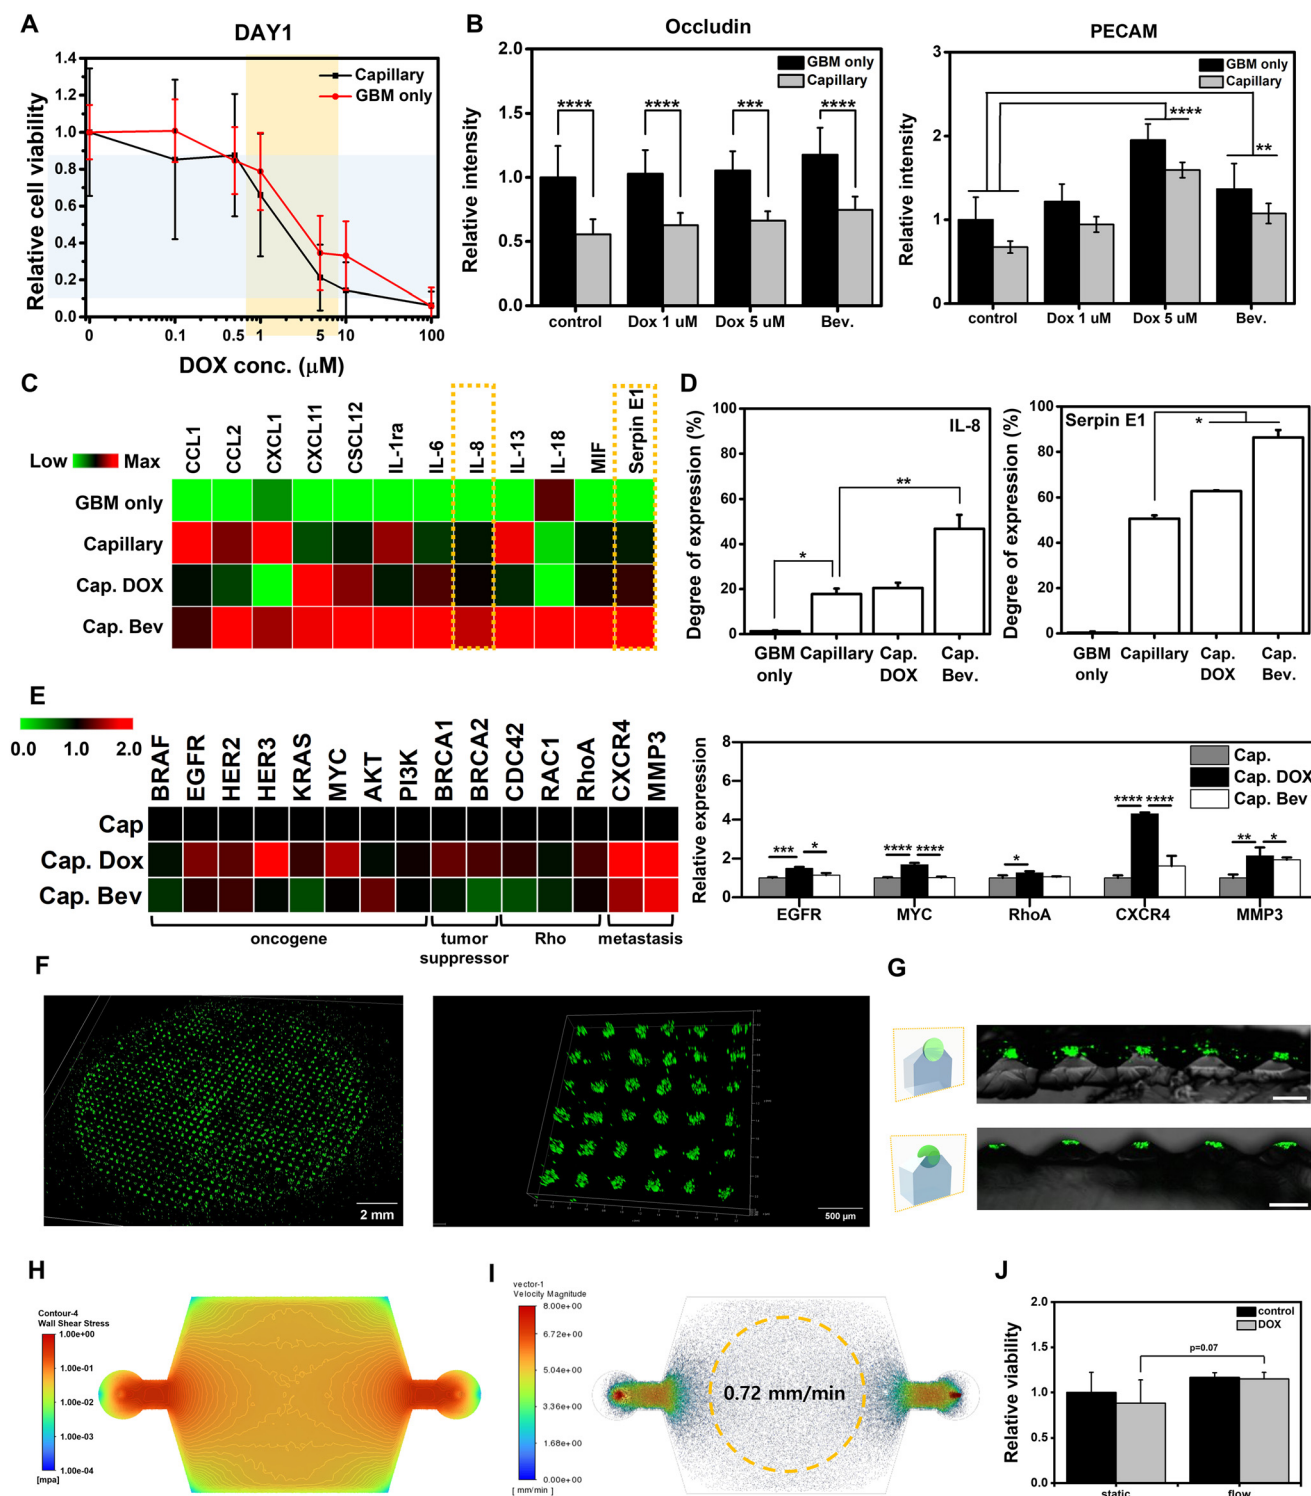 A
DAY1
Relative cell viability
1.4
1.2
1.0
0.8
0.6
0.4
0.2
0.0
Capillary
GBM only
0
0.1
0.5
1
5
10
100
DOX conc. (μM)
B
Occludin
Relative intensity
2.0
1.5
1.0
0.5
0.0
GBM only
Capillary
****
****
***
****
control
Dox 1 uM
Dox 5 uM
Bev.
PECAM
Relative intensity
3
2
1
0
GBM only
Capillary
****
**
control
Dox 1 uM
Dox 5 uM
Bev.
C
Low
Max
CCL1
CCL2
CXCL1
CXCL11
CSCL12
IL-1ra
IL-6
IL-8
IL-13
IL-18
MIF
Serpin E1
GBM only
Capillary
Cap. DOX
Cap. Bev
D
Degree of expression (%)
100
80
60
40
20
0
IL-8
*
**
GBM only
Capillary
Cap. DOX
Cap. Bev.
Degree of expression (%)
100
80
60
40
20
0
Serpin E1
*
GBM only
Capillary
Cap. DOX
Cap. Bev.
E
0.0 1.0 2.0
BRAF
EGFR
HER2
HER3
KRAS
MYC
AKT
PI3K
BRCA1
BRCA2
CDC42
RAC1
RhoA
CXCR4
MMP3
Cap
Cap. Dox
Cap. Bev
oncogene
tumor suppressor
Rho
metastasis
Relative expression
8
6
4
2
0
Cap.
Cap. DOX
Cap. Bev
*** *
**** ****
*
**** ****
** *
EGFR
MYC
RhoA
CXCR4
MMP3
F
2 mm
500 μm
G
H
Contour-4
Wall Shear Stress
1.00e+00
1.00e-01
1.00e-02
1.00e-03
1.00e-04
[mpa]
I
vector-1
Velocity Magnitude
8.00e+00
6.72e+00
5.04e+00
3.36e+00
1.68e+00
0.00e+00
[ mm/min ]
0.72 mm/min
J
Relative viability
2.0
1.5
1.0
0.5
0.0
control
DOX
p=0.07
static
flow